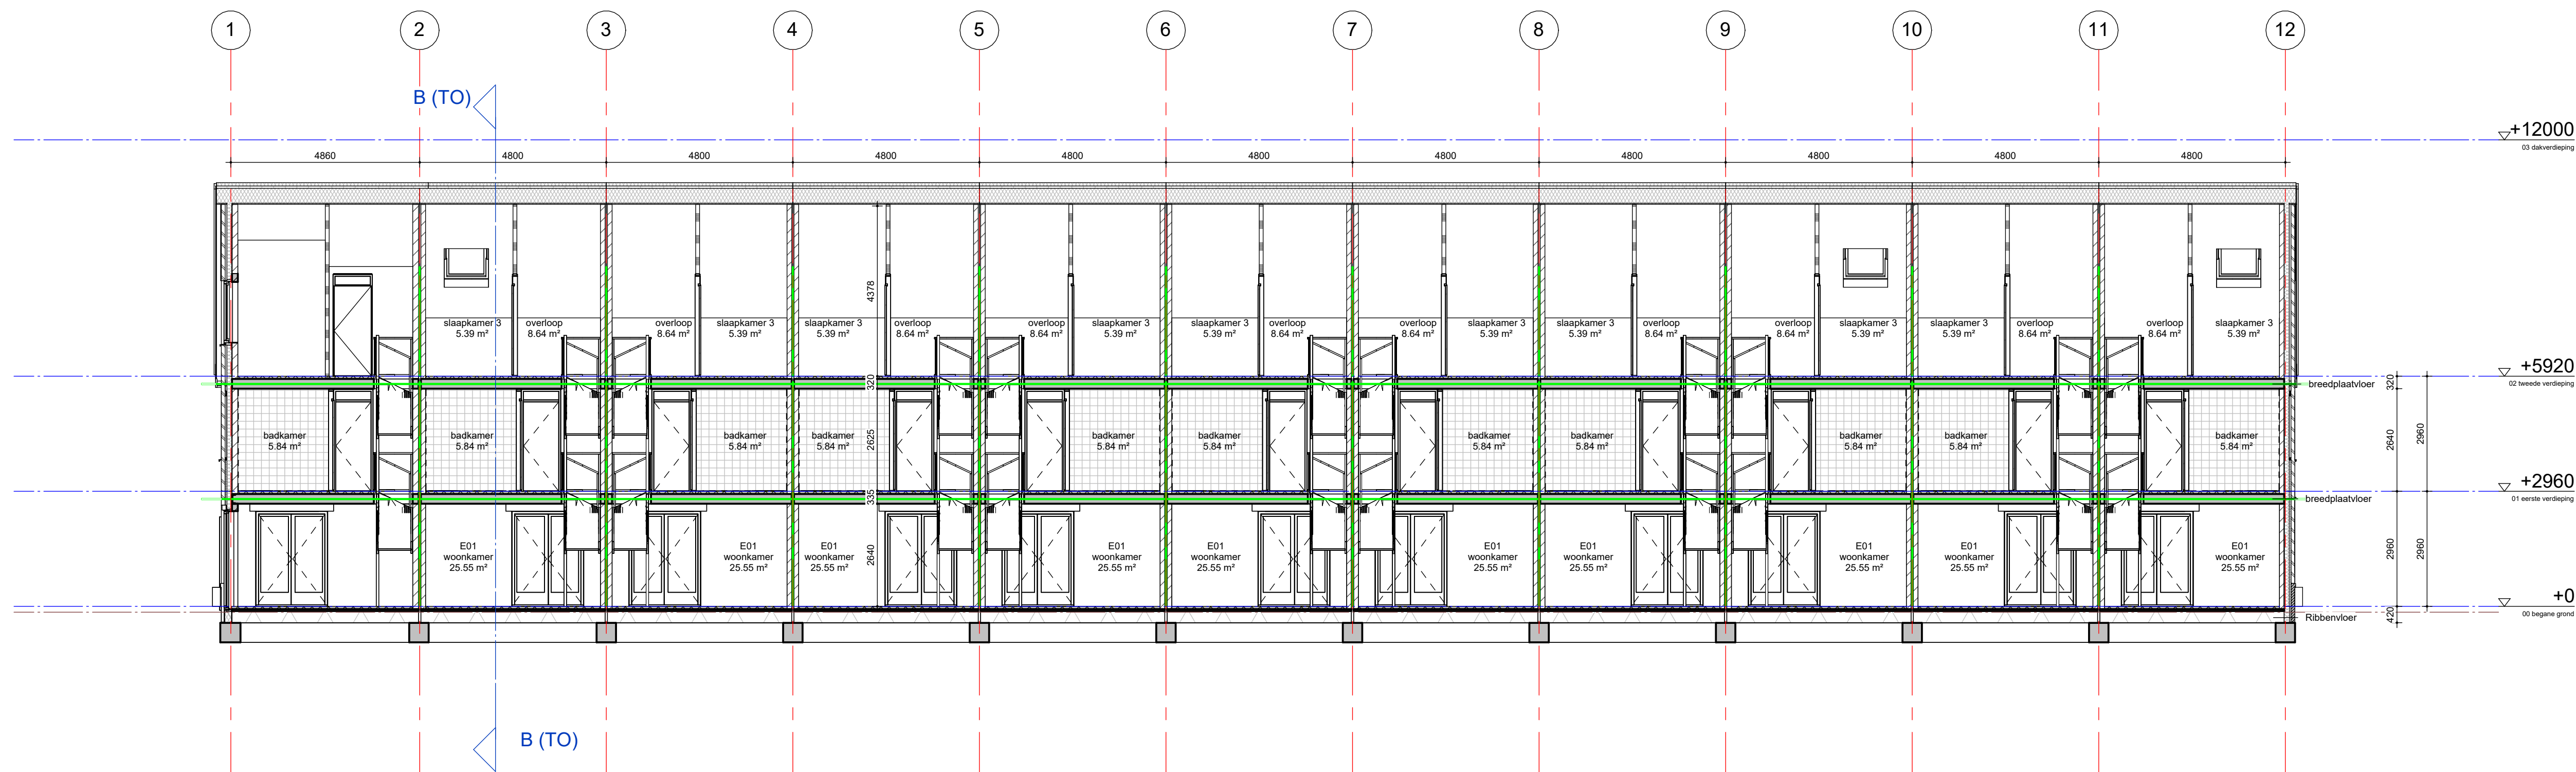 1 2 3 4 5 6 7 8 9 10 11 12
B (TO)
+12000
03 dakverdieping
4860 4800 4800 4800 4800 4800 4800 4800 4800 4800 4800
4378
slaapkamer 3 overloop overloop slaapkamer 3 slaapkamer 3 overloop overloop slaapkamer 3 slaapkamer 3 overloop overloop slaapkamer 3 slaapkamer 3 overloop overloop slaapkamer 3 slaapkamer 3 overloop overloop slaapkamer 3
5.39 m² 8.64 m² 8.64 m² 5.39 m² 5.39 m² 8.64 m² 8.64 m² 5.39 m² 5.39 m² 8.64 m² 8.64 m² 5.39 m² 5.39 m² 8.64 m² 8.64 m² 5.39 m² 5.39 m² 8.64 m² 8.64 m² 5.39 m²
+5920
02 tweede verdieping
320 breedplaatvloer 320
badkamer badkamer badkamer badkamer badkamer badkamer badkamer badkamer badkamer badkamer badkamer
5.84 m² 5.84 m² 5.84 m² 5.84 m² 5.84 m² 5.84 m² 5.84 m² 5.84 m² 5.84 m² 5.84 m² 5.84 m²
2625 2640 2960
+2960
01 eerste verdieping
335 breedplaatvloer
E01 E01 E01 E01 E01 E01 E01 E01 E01 E01
woonkamer woonkamer woonkamer woonkamer woonkamer woonkamer woonkamer woonkamer woonkamer woonkamer
25.55 m² 25.55 m² 25.55 m² 25.55 m² 25.55 m² 25.55 m² 25.55 m² 25.55 m² 25.55 m² 25.55 m²
2640 2960 2960
+0
00 begane grond
420
Ribbenvloer
B (TO)